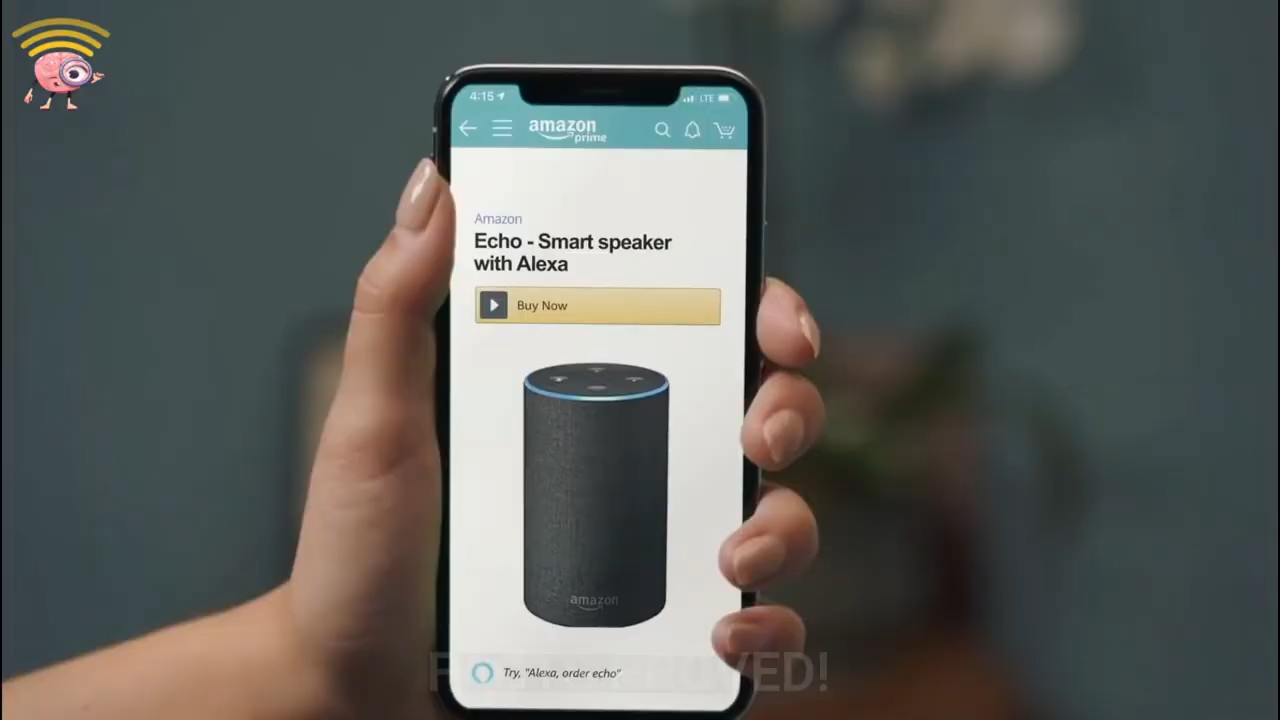 4:15
LTE
amazon
prime
Amazon
Echo - Smart speaker
with Alexa
Buy Now
amazon
Try, "Alexa, order echo"